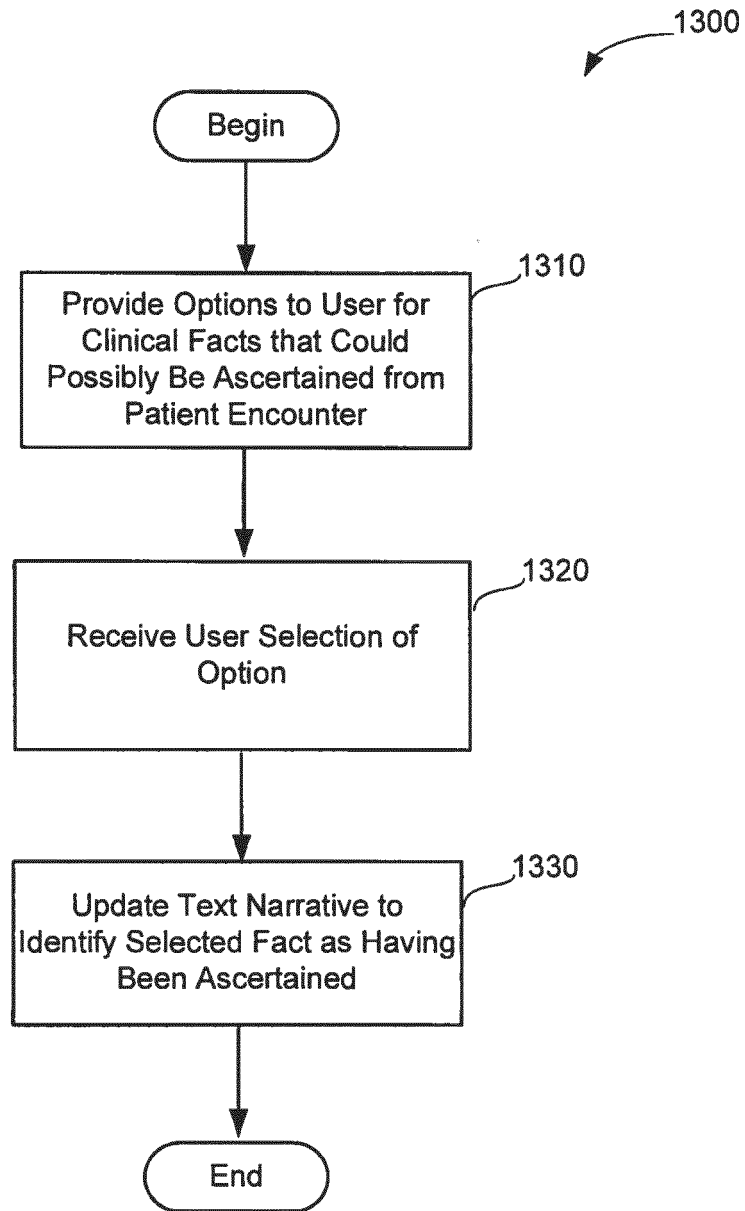 1300
Begin
1310
Provide Options to User for
Clinical Facts that Could
Possibly Be Ascertained from
Patient Encounter
1320
Receive User Selection of
Option
1330
Update Text Narrative to
Identify Selected Fact as Having
Been Ascertained
End